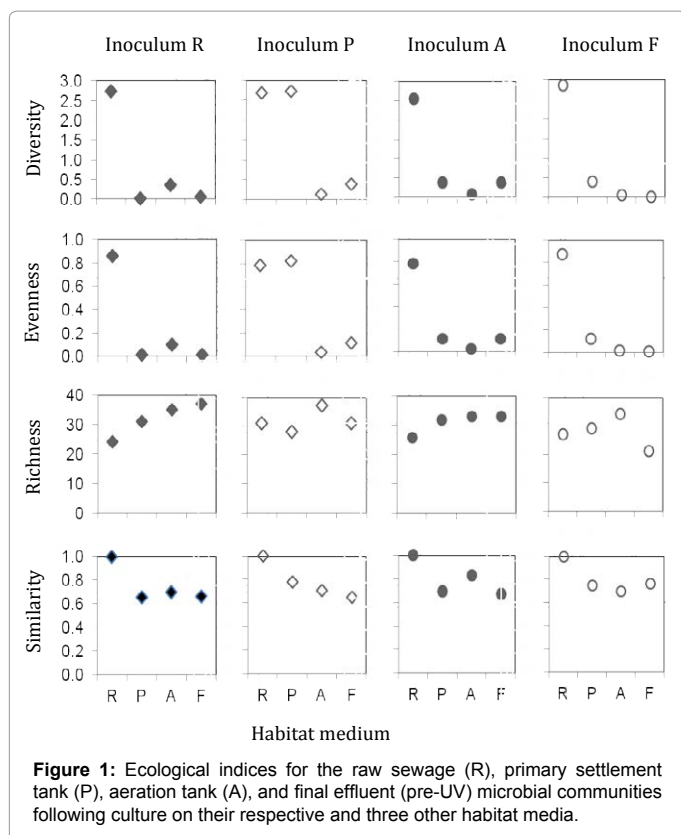 Inoculum R Inoculum P Inoculum A Inoculum F
Diversity
3.0
2.5
2.0
1.5
1.0
0.5
0.0
Evenness
1.0
0.8
0.6
0.4
0.2
0.0
Richness
40
30
20
10
0
Similarity
1.0
0.8
0.6
0.4
0.2
0.0
R P A F R P A F R P A F R P A F
Habitat medium
Figure 1: Ecological indices for the raw sewage (R), primary settlement
tank (P), aeration tank (A), and final effluent (pre-UV) microbial communities
following culture on their respective and three other habitat media.